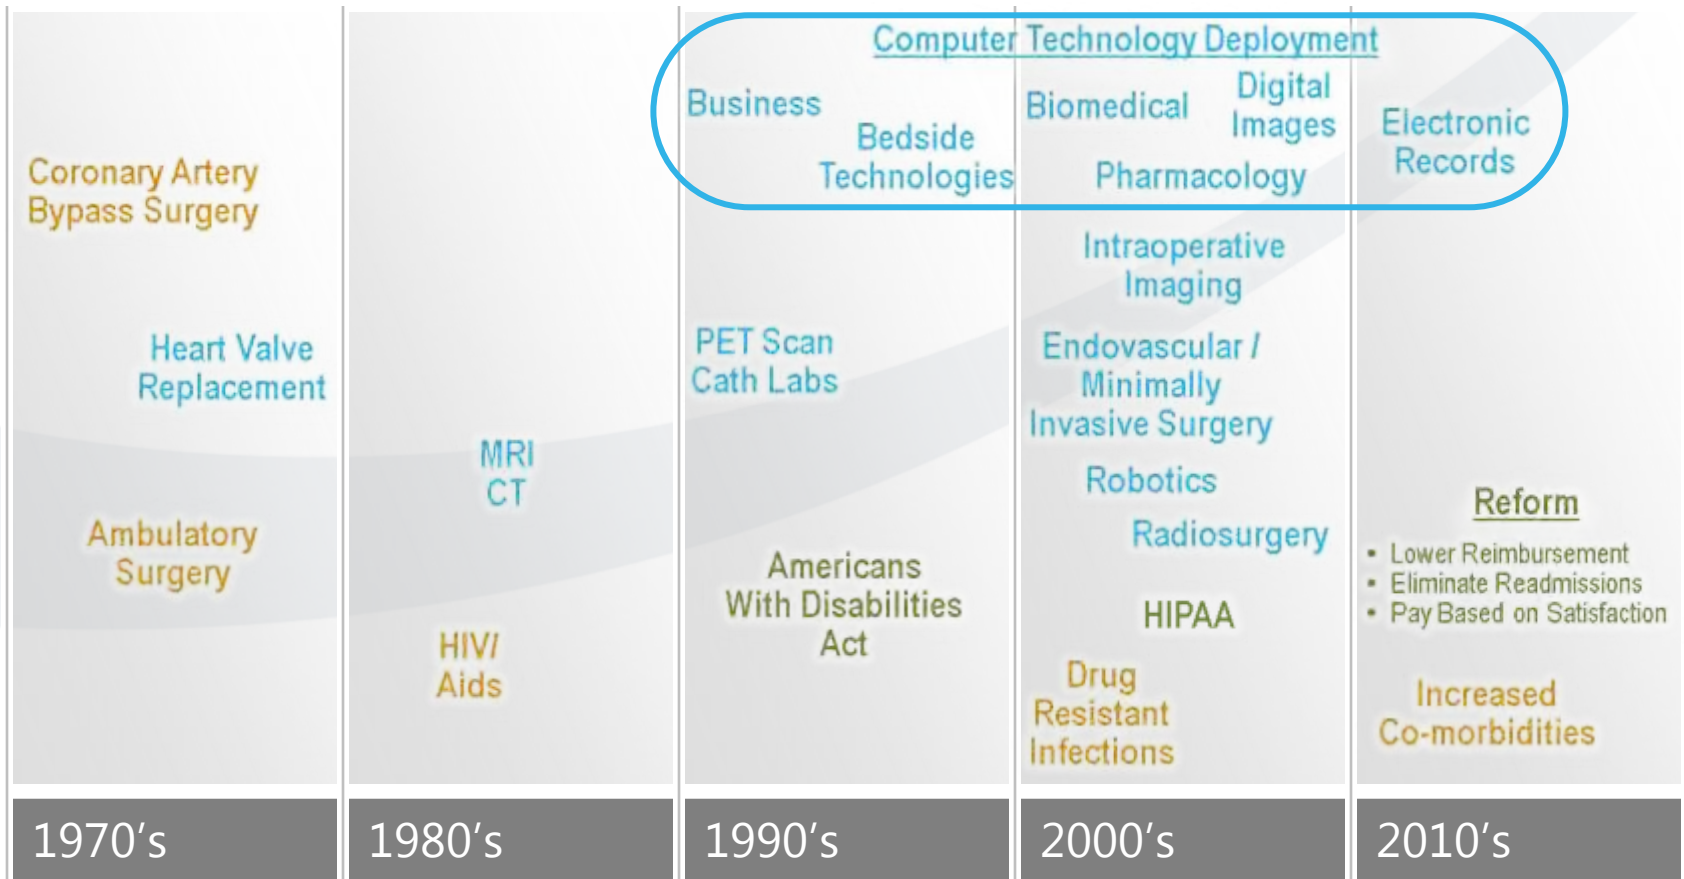 Coronary Artery
Bypass Surgery
Heart Valve
Replacement
Ambulatory
Surgery
1970's
MRI
CT
HIV/
Aids
1980's
Computer Technology Deployment
Business
Bedside
Technologies
PET Scan
Cath Labs
Americans
With Disabilities
Act
1990's
Biomedical
Digital
Images
Pharmacology
Intraoperative
Imaging
Endovascular /
Minimally
Invasive Surgery
Robotics
Radiosurgery
HIPAA
Drug
Resistant
Infections
2000's
Electronic
Records
Reform
• Lower Reimbursement
• Eliminate Readmissions
• Pay Based on Satisfaction
Increased
Co-morbidities
2010's